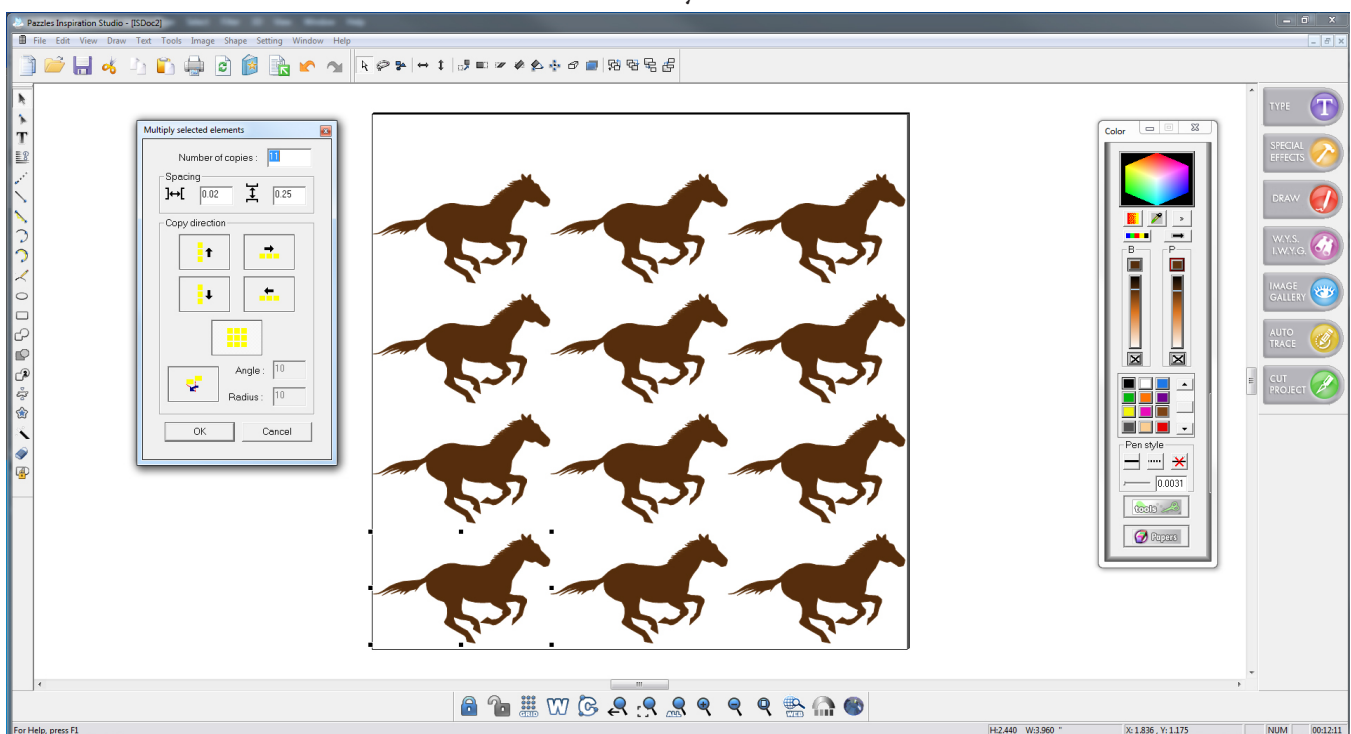 Pazzles Inspiration Studio - [ISDoc2]
File Edit View Draw Text Tools Image Shape Setting Window Help
Multiply selected elements
Number of copies : 11
Spacing
0.02 0.25
Copy direction
Angle : 10
Radius : 10
OK Cancel
Color
B P
Pen style
0.0031
tools
Papers
TYPE T
SPECIAL
EFFECTS
DRAW
W.Y.S.
I.W.Y.G.
IMAGE
GALLERY
AUTO
TRACE
CUT
PROJECT
GRID W C WEB
For Help, press F1 H:2.440 W:3.960 " X: 1.836 , Y: 1.175 NUM 00:12:11